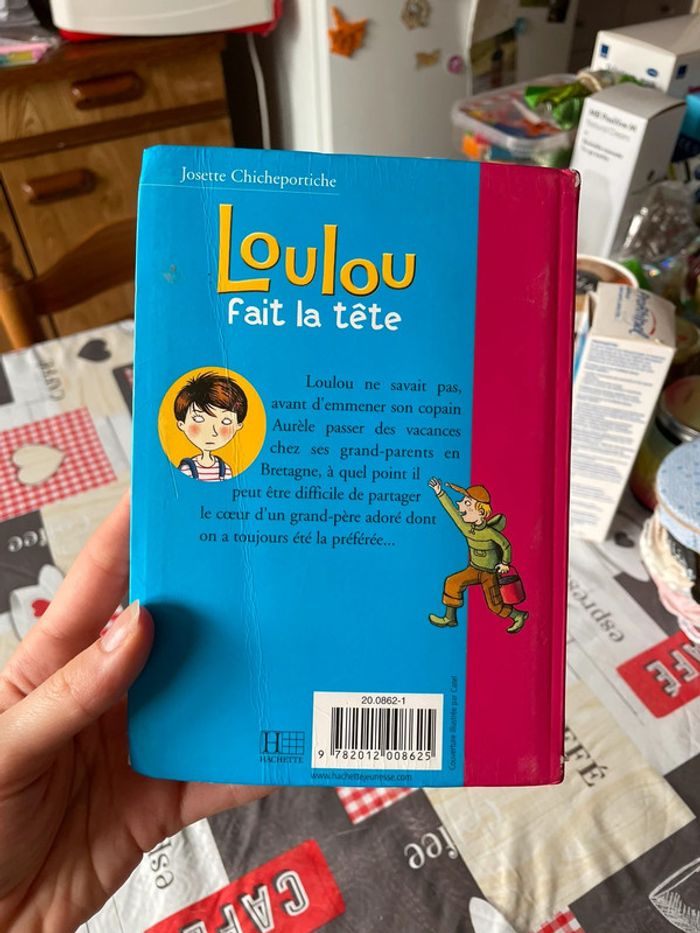 Josette Chicheportiche
Loulou
fait la tête
Loulou ne savait pas,
avant d'emmener son copain
Aurèle passer des vacances
chez ses grand-parents en
Bretagne, à quel point il
peut être difficile de partager
le cœur d'un grand-père adoré dont
on a toujours été la préférée...
20.0862-1
9 782012 008625
H
HACHETTE
www.hachettejeunesse.com
Couverture illustrée par Catel
espresso
CAFÉ
CAFÉ